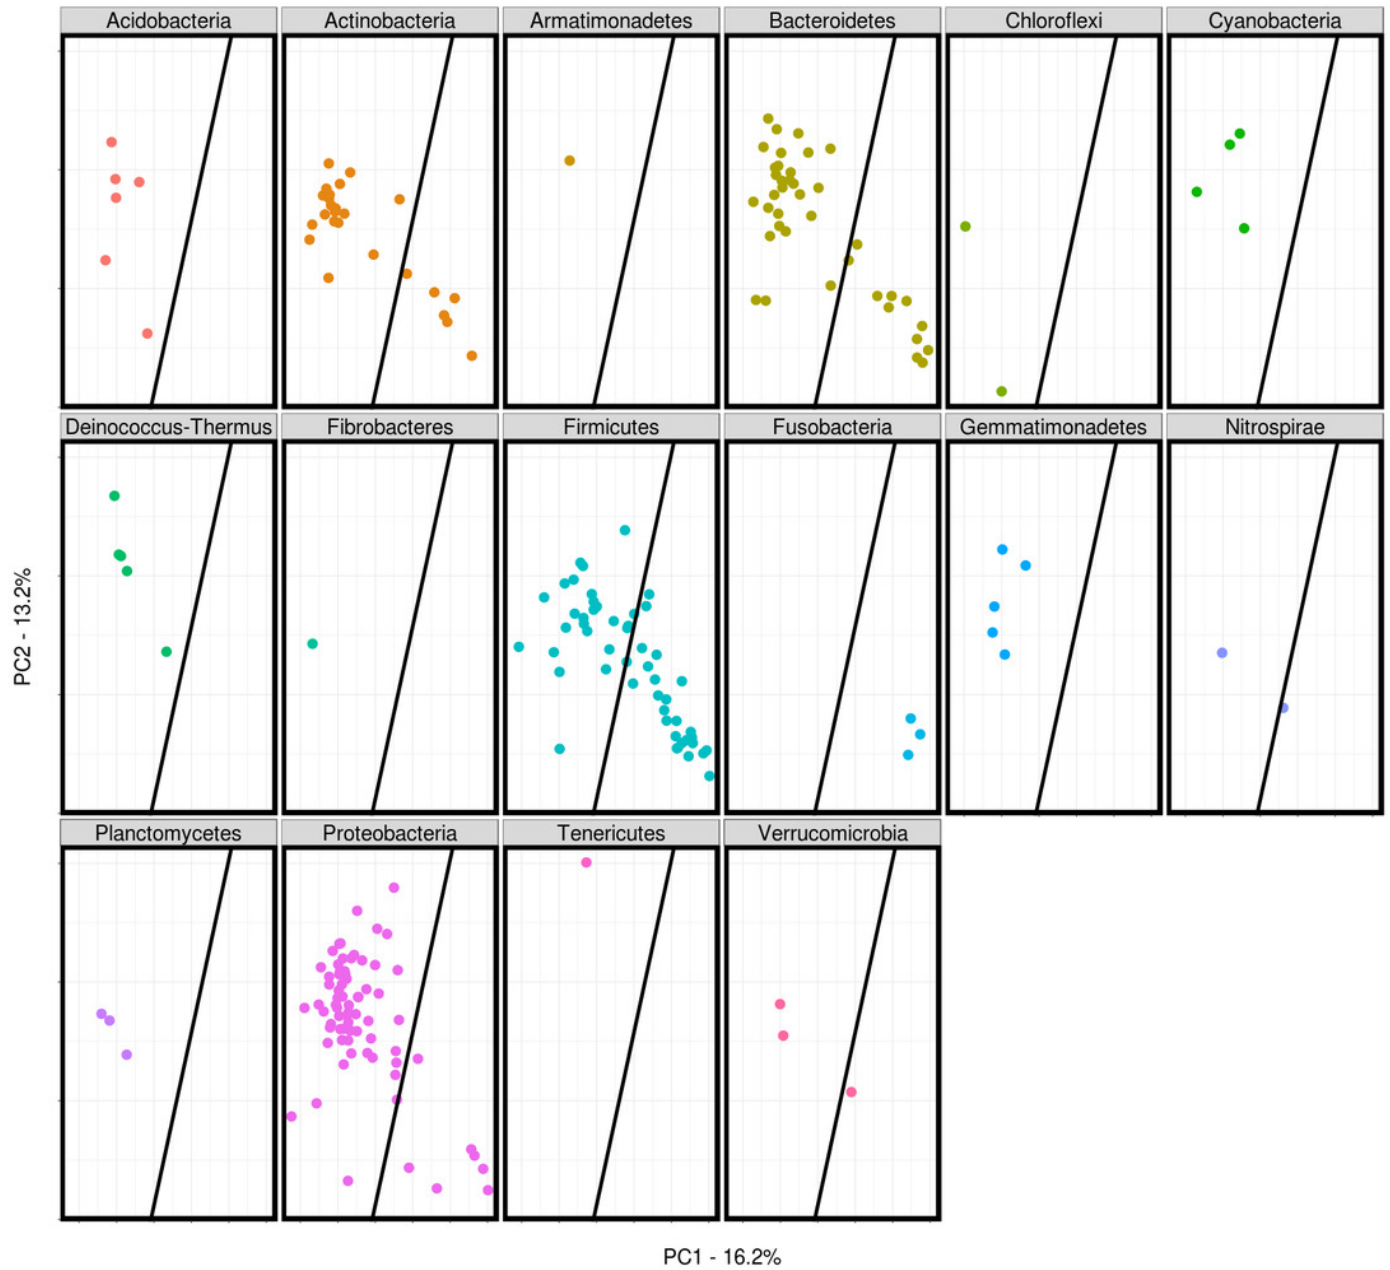 Acidobacteria
Actinobacteria
Armatimonadetes
Bacteroidetes
Chloroflexi
Cyanobacteria
Deinococcus-Thermus
Fibrobacteres
Firmicutes
Fusobacteria
Gemmatimonadetes
Nitrospirae
PC2 - 13.2%
Planctomycetes
Proteobacteria
Tenericutes
Verrucomicrobia
PC1 - 16.2%